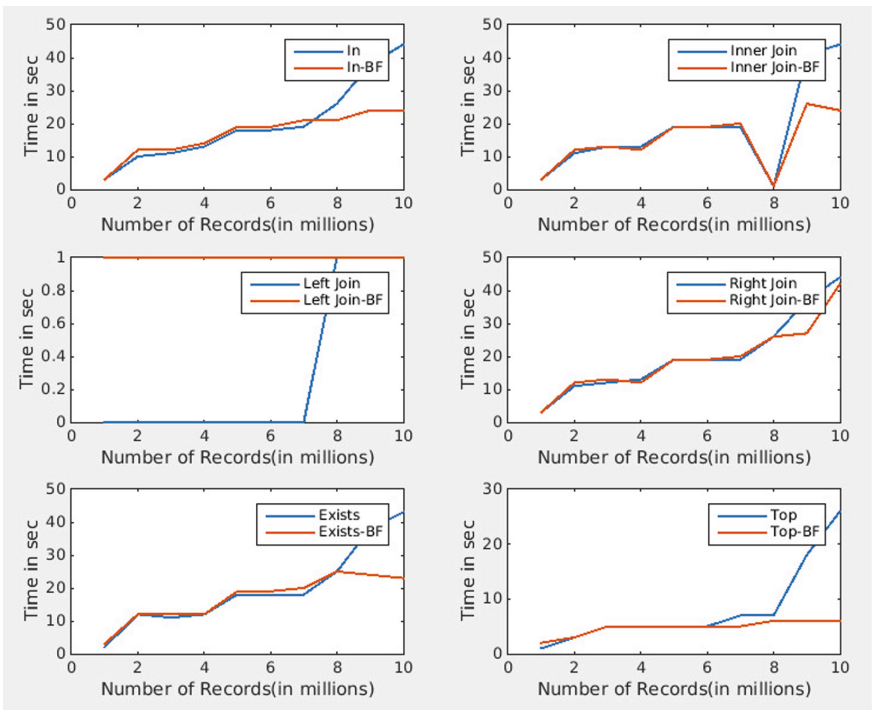 50
40
30
20
10
0
In
In-BF
Time in sec
0 2 4 6 8 10
Number of Records(in millions)
50
40
30
20
10
0
Inner Join
Inner Join-BF
Time in sec
0 2 4 6 8 10
Number of Records(in millions)
1
0.8
0.6
0.4
0.2
0
Left Join
Left Join-BF
Time in sec
0 2 4 6 8 10
Number of Records(in millions)
50
40
30
20
10
0
Right Join
Right Join-BF
Time in sec
0 2 4 6 8 10
Number of Records(in millions)
50
40
30
20
10
0
Exists
Exists-BF
Time in sec
0 2 4 6 8 10
Number of Records(in millions)
30
20
10
0
Top
Top-BF
Time in sec
0 2 4 6 8 10
Number of Records(in millions)